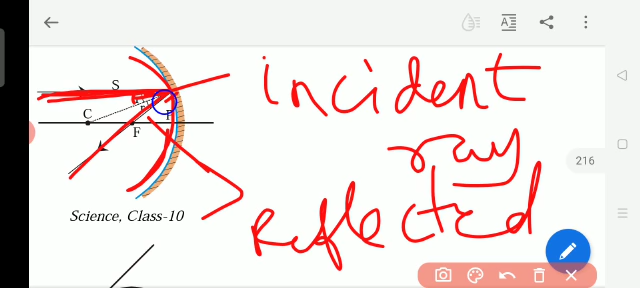 incident
S
C
F
ray
216
Science, Class-10
Reflected